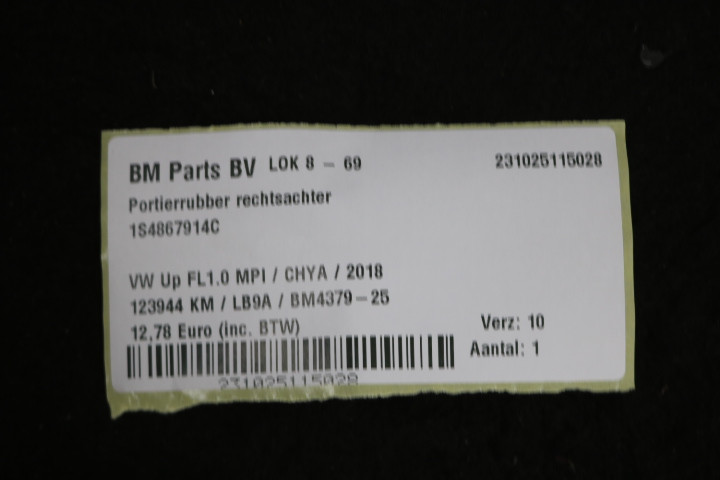 BM Parts BV LOK 8 - 69 231025115028
Portierrubber rechtsachter
1S4867914C
VW Up FL1.0 MPI / CHYA / 2018
123944 KM / LB9A / BM4379-25
12,78 Euro (inc. BTW) Verz: 10
Aantal: 1
231025115028